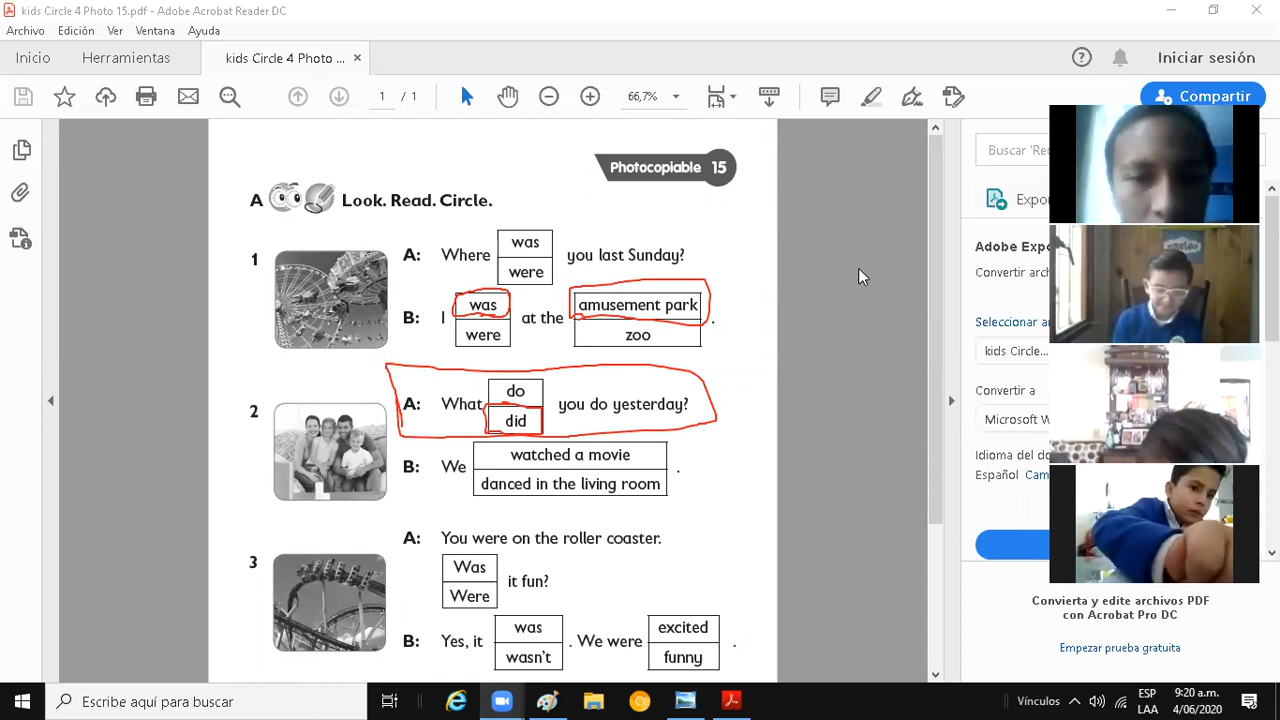 kids Circle 4 Photo 15.pdf - Adobe Acrobat Reader DC
Archivo Edición Ver Ventana Ayuda
Inicio Herramientas kids Circle 4 Photo ... × Iniciar sesión
1 / 1 66,7% Compartir
Photocopiable 15
A Look. Read. Circle.
1
A: Where was
were you last Sunday?
B: I was
were at the amusement park
zoo .
2
A: What do
did you do yesterday?
B: We watched a movie
danced in the living room .
3
A: You were on the roller coaster.
Was
Were it fun?
B: Yes, it was
wasn't . We were excited
funny .
Buscar 'Re
Expor
Adobe Exp
Convertir arch
Seleccionar ar
kids Circle...
Convertir a
Microsoft W
Idioma del do
Español Cam
Convierta y edite archivos PDF
con Acrobat Pro DC
Empezar prueba gratuita
Escribe aquí para buscar
Vínculos
ESP
LAA
9:20 a.m.
4/06/2020